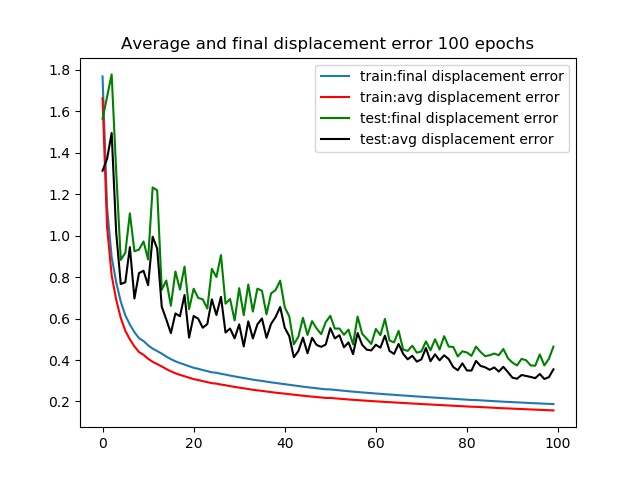 Average and final displacement error 100 epochs
train:final displacement error
train:avg displacement error
test:final displacement error
test:avg displacement error
1.8
1.6
1.4
1.2
1.0
0.8
0.6
0.4
0.2
0 20 40 60 80 100